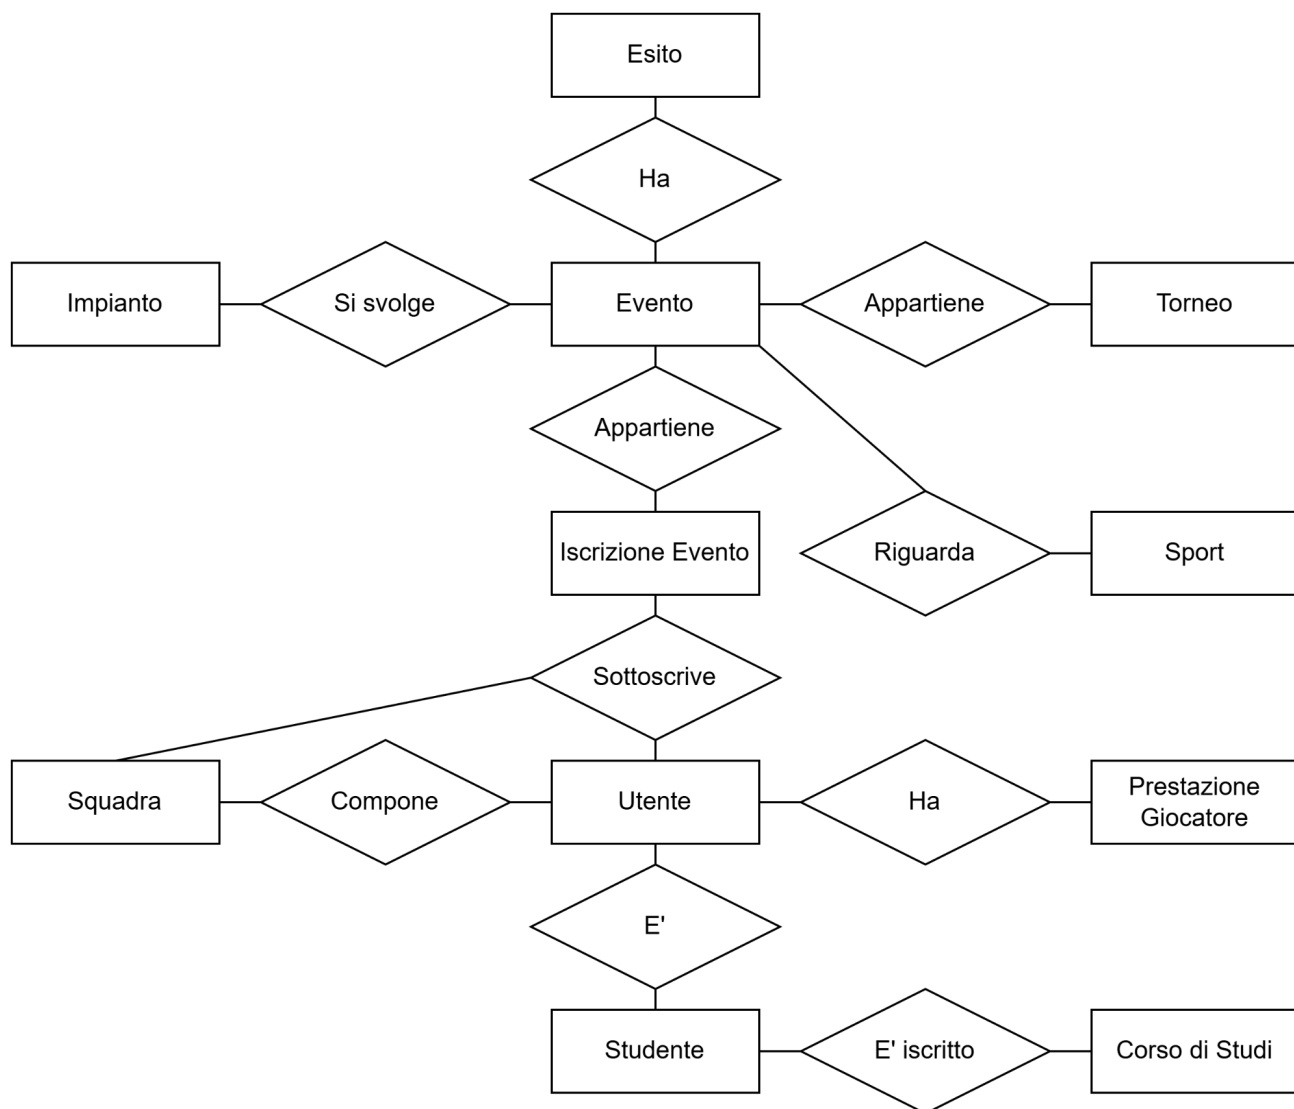 Esito
Ha
Impianto
Si svolge
Evento
Appartiene
Torneo
Appartiene
Iscrizione Evento
Riguarda
Sport
Sottoscrive
Squadra
Compone
Utente
Ha
Prestazione
Giocatore
E'
Studente
E' iscritto
Corso di Studi